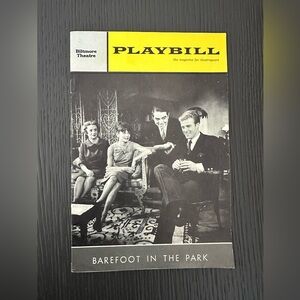 Biltmore
Theatre
PLAYBILL
the magazine for theatregoers
BAREFOOT IN THE PARK